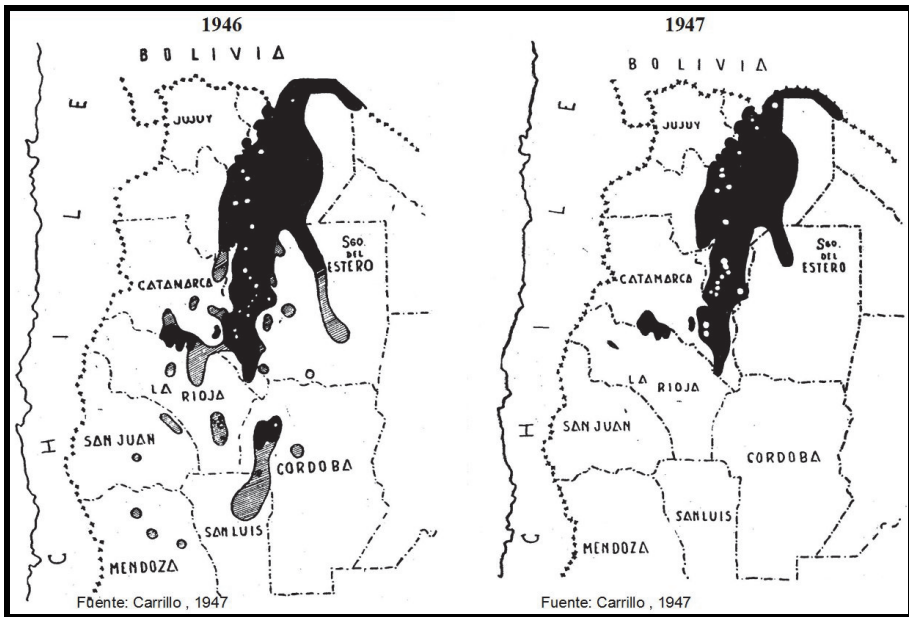 1946
BOLIVIA
CHILE
JUJUY
SGO.
DEL
ESTERO
CATAMARCA
LA
RIOJA
SAN JUAN
CORDOBA
SAN LUIS
MENDOZA
Fuente: Carrillo , 1947
1947
BOLIVIA
CHILE
JUJUY
SGO.
DEL
ESTERO
CATAMARCA
LA
RIOJA
SAN JUAN
CORDOBA
SAN LUIS
MENDOZA
Fuente: Carrillo , 1947